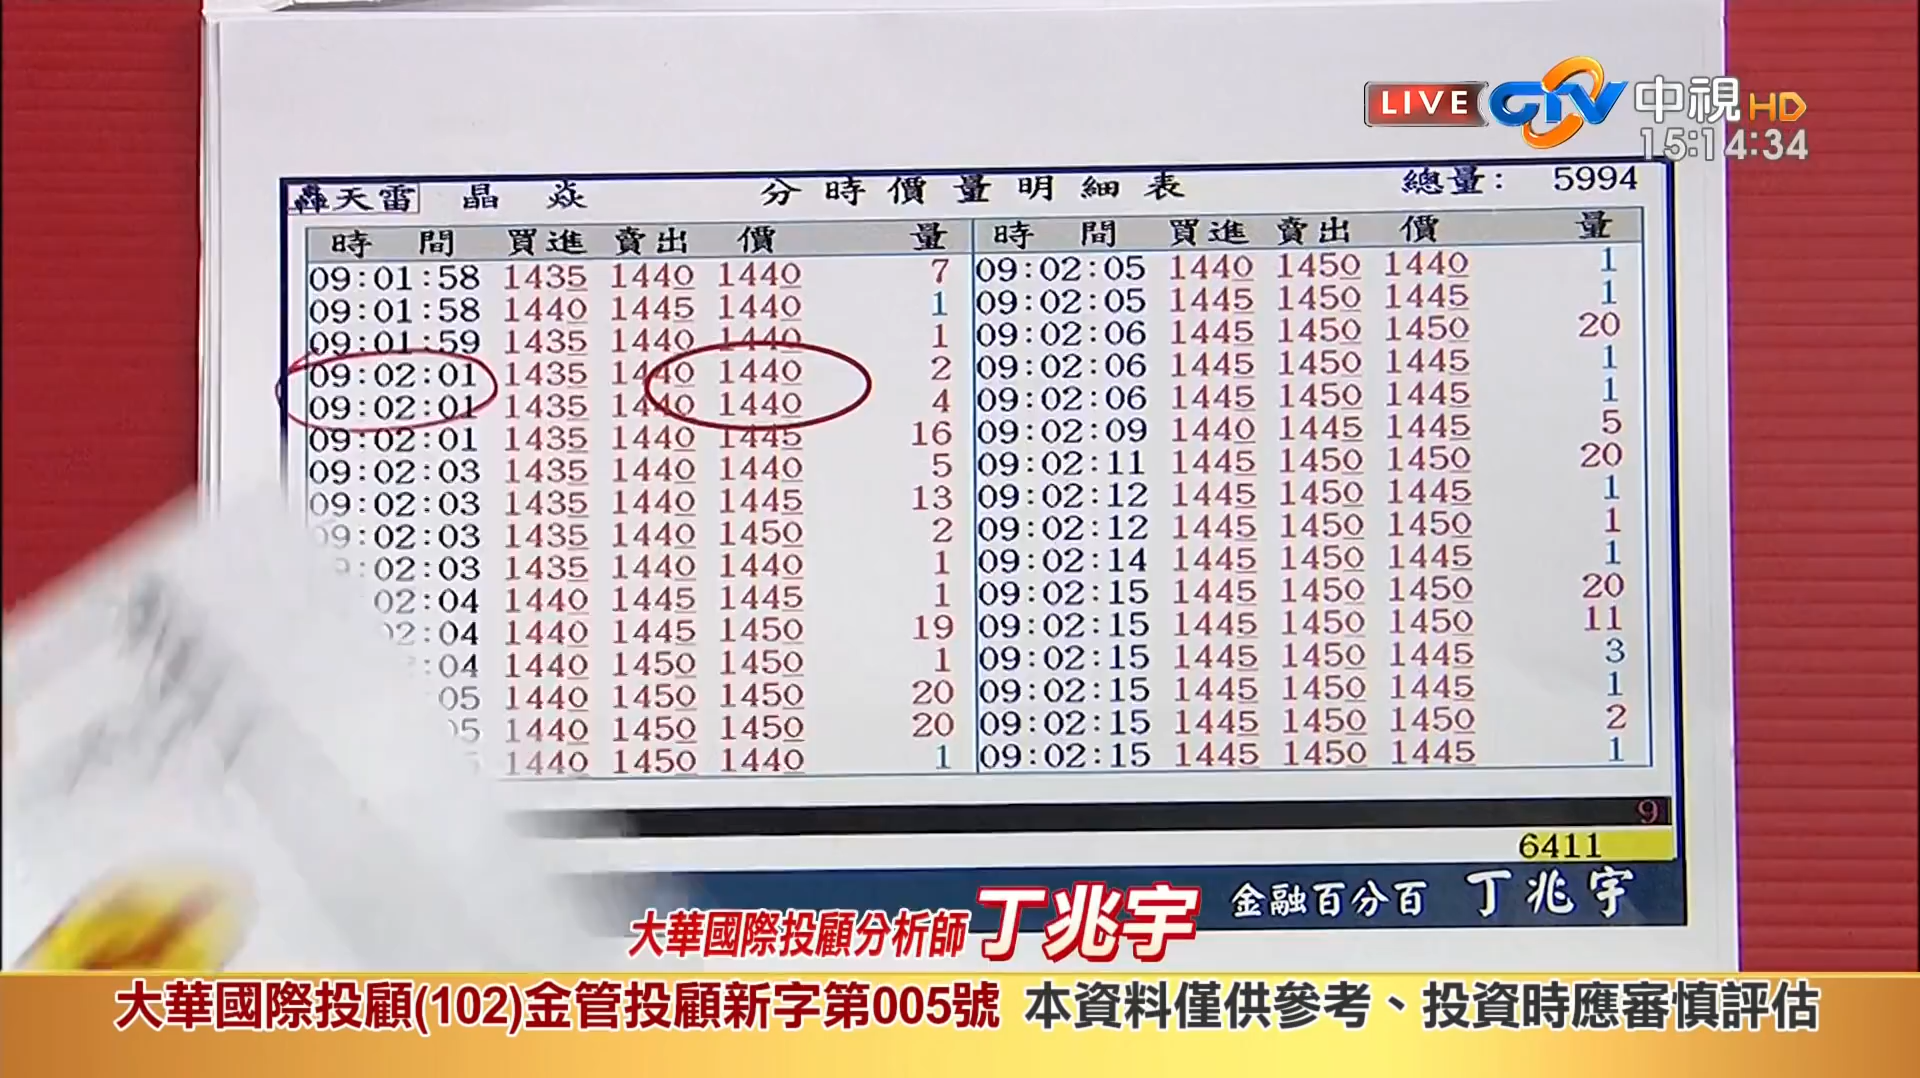 LIVE CTV 中視HD
15:14:34
轟天雷 晶焱 分時價量明細表 總量: 5994
時間 買進 賣出 價 量 時間 買進 賣出 價 量
09:01:58 1435 1440 1440 7 09:02:05 1440 1450 1440 1
09:01:58 1440 1445 1440 1 09:02:05 1445 1450 1445 1
09:01:59 1435 1440 1440 1 09:02:06 1445 1450 1450 20
09:02:01 1435 1440 1440 2 09:02:06 1445 1450 1445 1
09:02:01 1435 1440 1440 4 09:02:06 1445 1450 1445 1
09:02:01 1435 1440 1445 16 09:02:09 1440 1445 1445 5
09:02:03 1435 1440 1440 5 09:02:11 1445 1450 1450 20
09:02:03 1435 1440 1445 13 09:02:12 1445 1450 1445 1
09:02:03 1435 1440 1450 2 09:02:12 1445 1450 1450 1
:02:03 1435 1440 1440 1 09:02:14 1445 1450 1445 1
02:04 1440 1445 1445 1 09:02:15 1445 1450 1450 20
02:04 1440 1445 1450 19 09:02:15 1445 1450 1450 11
:04 1440 1450 1450 1 09:02:15 1445 1450 1445 3
05 1440 1450 1450 20 09:02:15 1445 1450 1445 1
05 1440 1450 1450 20 09:02:15 1445 1450 1450 2
1440 1450 1440 1 09:02:15 1445 1450 1445 1
9
6411
金融百分百 丁兆宇
大華國際投顧分析師 丁兆宇
大華國際投顧(102)金管投顧新字第005號 本資料僅供參考、投資時應審慎評估